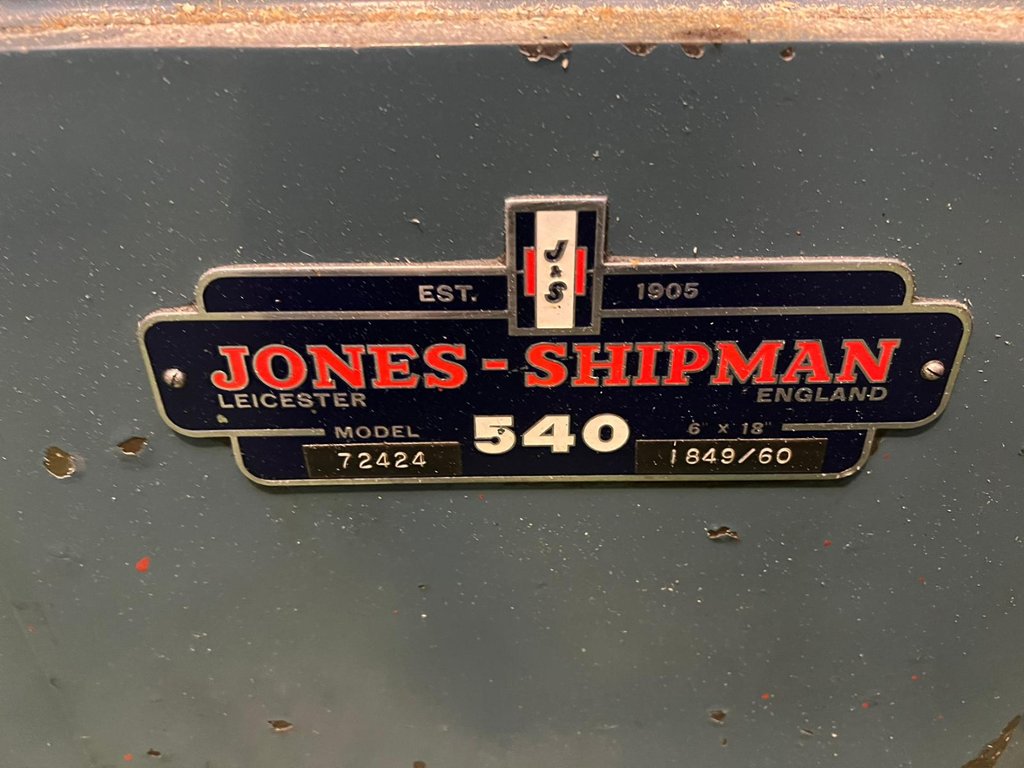 J & S
EST. 1905
JONES - SHIPMAN
LEICESTER ENGLAND
MODEL 540 6" x 18"
72424 1849/60